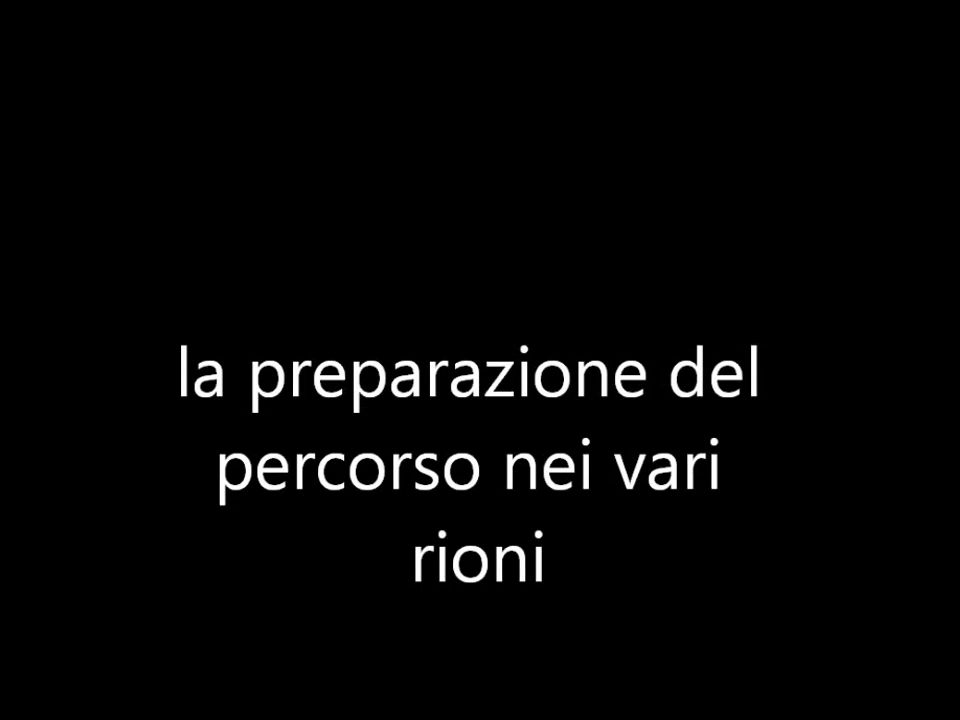 la preparazione del
percorso nei vari
rioni